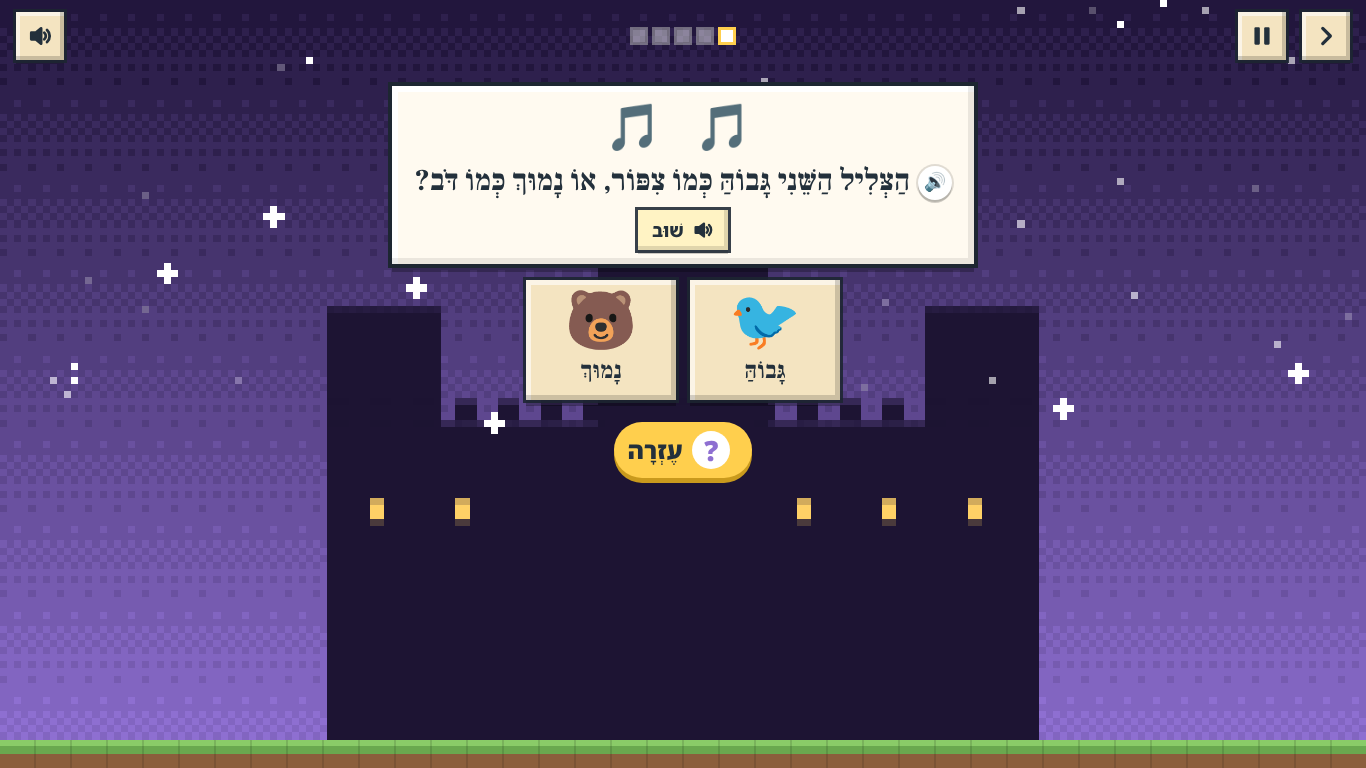 הַצְּלִיל הַשֵּׁנִי גָּבוֹהַּ כְּמוֹ צִפּוֹר, אוֹ נָמוּךְ כְּמוֹ דֹּב?
שׁוּב
גָּבוֹהַּ
נָמוּךְ
? עֶזְרָה